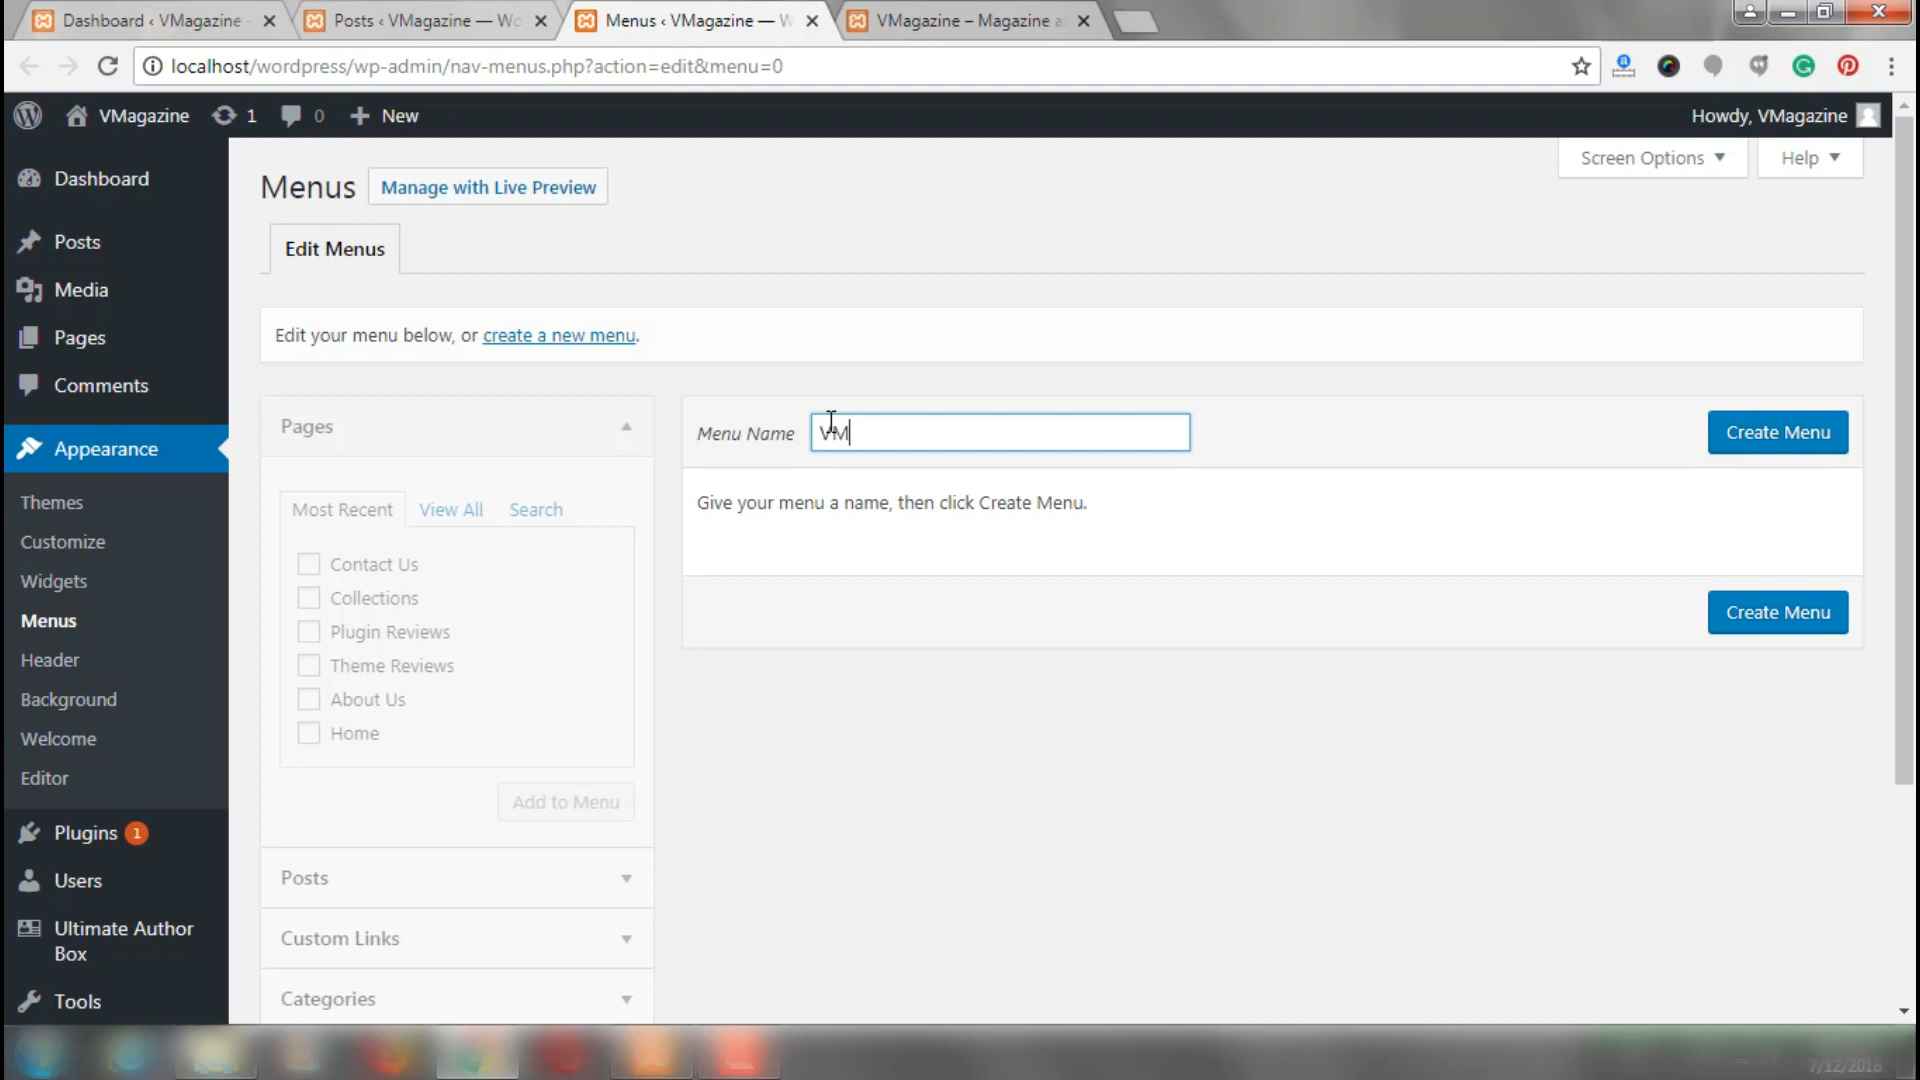 Dashboard ‹ VMagazine -
Posts ‹ VMagazine — Wo
Menus ‹ VMagazine — W
VMagazine – Magazine a
localhost/wordpress/wp-admin/nav-menus.php?action=edit&menu=0
VMagazine
1
0
New
Howdy, VMagazine
Screen Options
Help
Dashboard
Posts
Media
Pages
Comments
Appearance
Themes
Customize
Widgets
Menus
Header
Background
Welcome
Editor
Plugins 1
Users
Ultimate Author
Box
Tools
Menus
Manage with Live Preview
Edit Menus
Edit your menu below, or create a new menu.
Pages
Most Recent
View All
Search
Contact Us
Collections
Plugin Reviews
Theme Reviews
About Us
Home
Add to Menu
Posts
Custom Links
Categories
Menu Name
VM
Create Menu
Give your menu a name, then click Create Menu.
Create Menu
7/12/2018